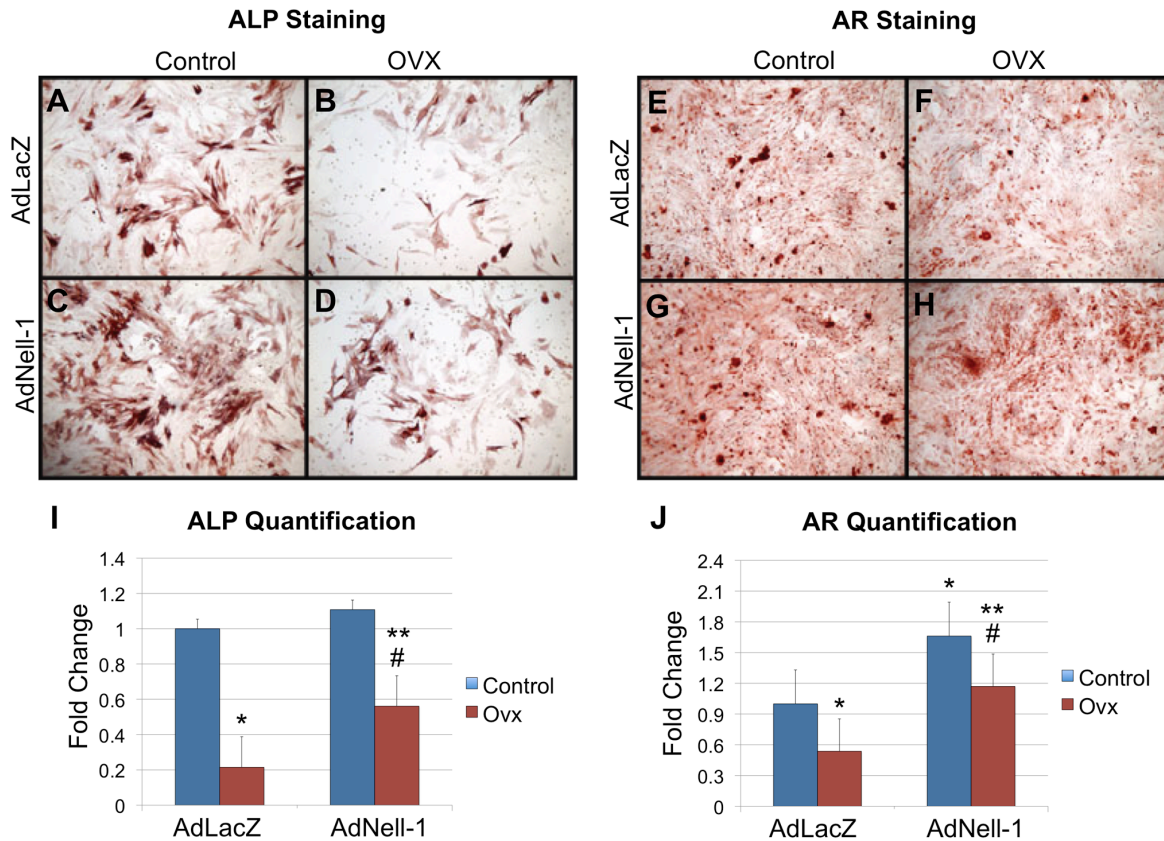 ALP Staining
Control OVX
AdLacZ
AdNell-1
A
B
C
D
AR Staining
Control OVX
AdLacZ
AdNell-1
E
F
G
H
I
ALP Quantification
Fold Change
1.4
1.2
1
0.8
0.6
0.4
0.2
0
*
**
#
AdLacZ AdNell-1
Control
Ovx
J
AR Quantification
Fold Change
2.4
2.1
1.8
1.5
1.2
0.9
0.6
0.3
0
*
*
**
#
AdLacZ AdNell-1
Control
Ovx